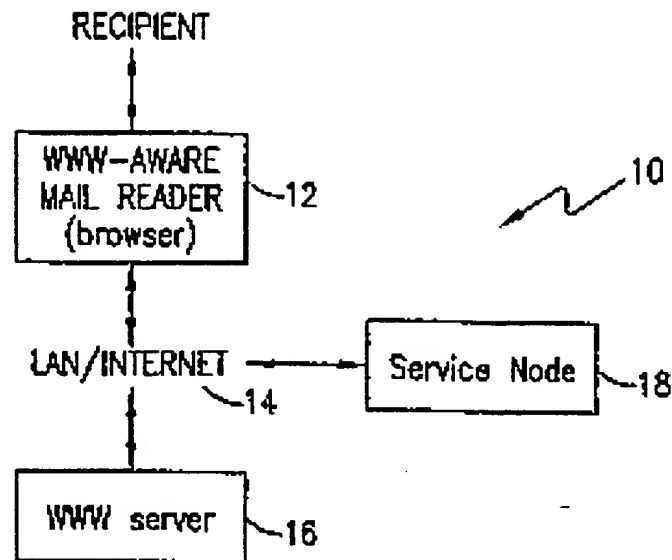 RECIPIENT
WWW-AWARE
MAIL READER
(browser)
12
10
LAN/INTERNET
14
Service Node
18
WWW server
16